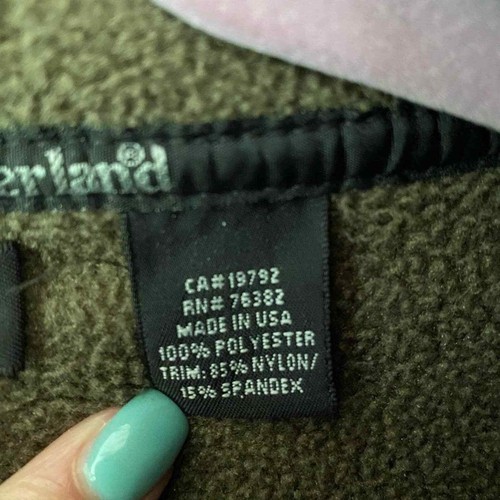 erland®
CA# 19792
RN# 76382
MADE IN USA
100% POLYESTER
TRIM: 85% NYLON/
15% SPANDEX